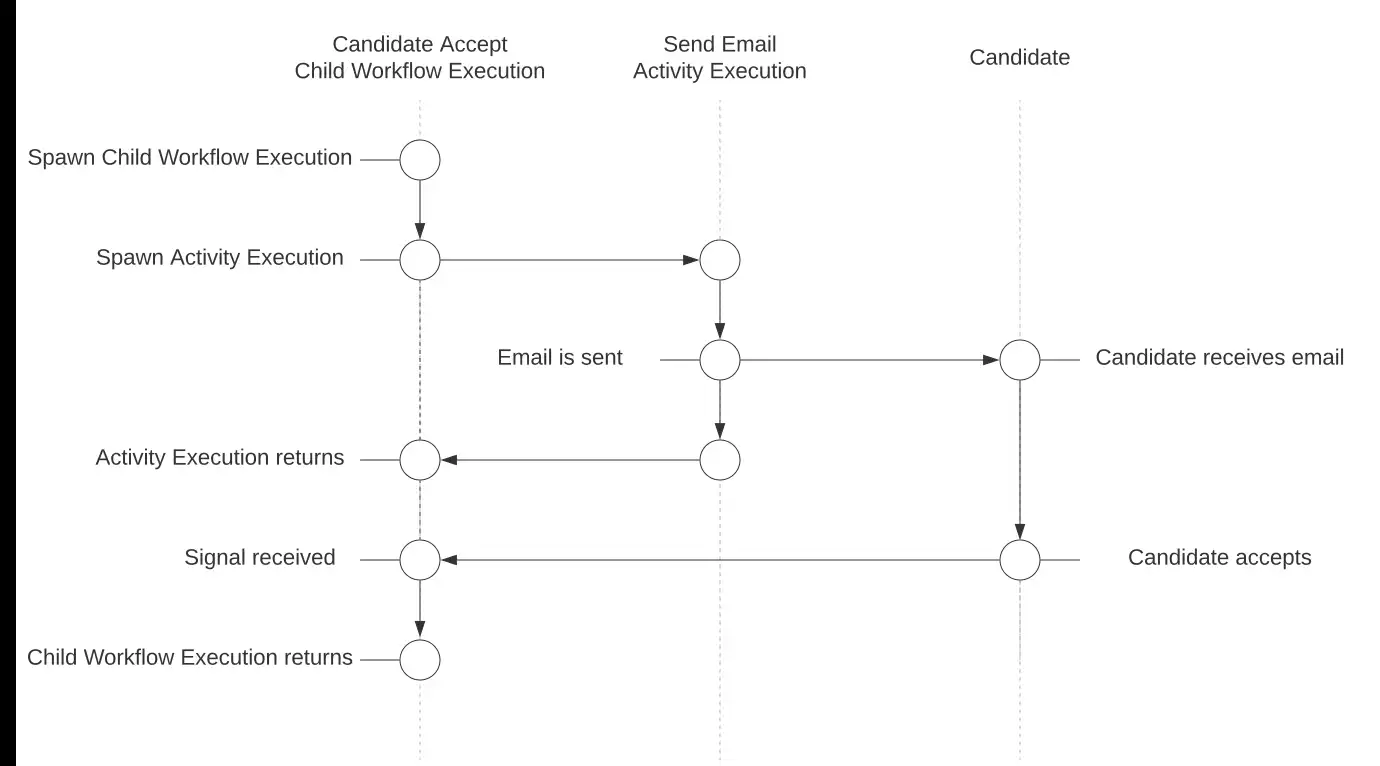 Candidate Accept
Child Workflow Execution
Send Email
Activity Execution
Candidate
Spawn Child Workflow Execution
Spawn Activity Execution
Email is sent
Candidate receives email
Activity Execution returns
Signal received
Candidate accepts
Child Workflow Execution returns